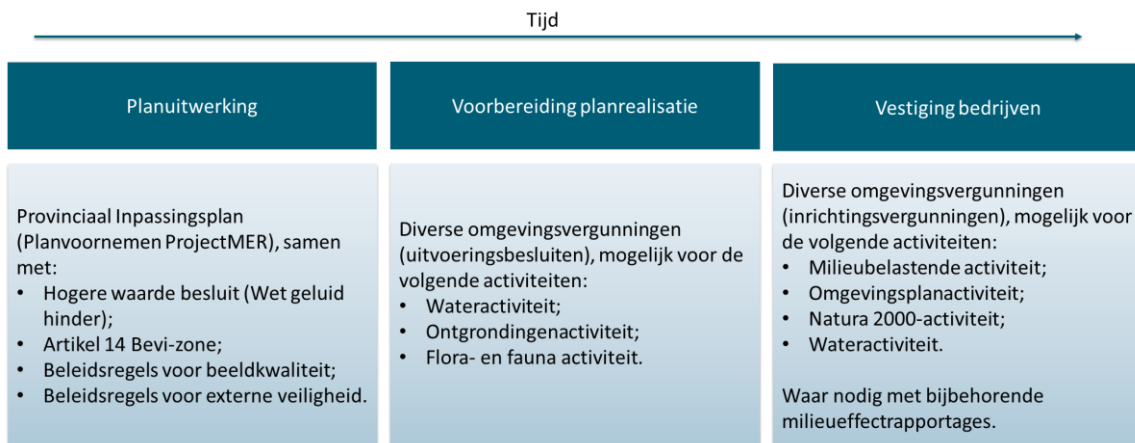 Tijd
Planuitwerking
Provinciaal Inpassingsplan
(Planvoornemen ProjectMER), samen
met:
• Hogere waarde besluit (Wet geluid
hinder);
• Artikel 14 Bevi-zone;
• Beleidsregels voor beeldkwaliteit;
• Beleidsregels voor externe veiligheid.
Voorbereiding planrealisatie
Diverse omgevingsvergunningen
(uitvoeringsbesluiten), mogelijk voor de
volgende activiteiten:
• Wateractiviteit;
• Ontgrondingenactiviteit;
• Flora- en fauna activiteit.
Vestiging bedrijven
Diverse omgevingsvergunningen
(inrichtingsvergunningen), mogelijk voor
de volgende activiteiten:
• Milieubelastende activiteit;
• Omgevingsplanactiviteit;
• Natura 2000-activiteit;
• Wateractiviteit.
Waar nodig met bijbehorende
milieueffectrapportages.